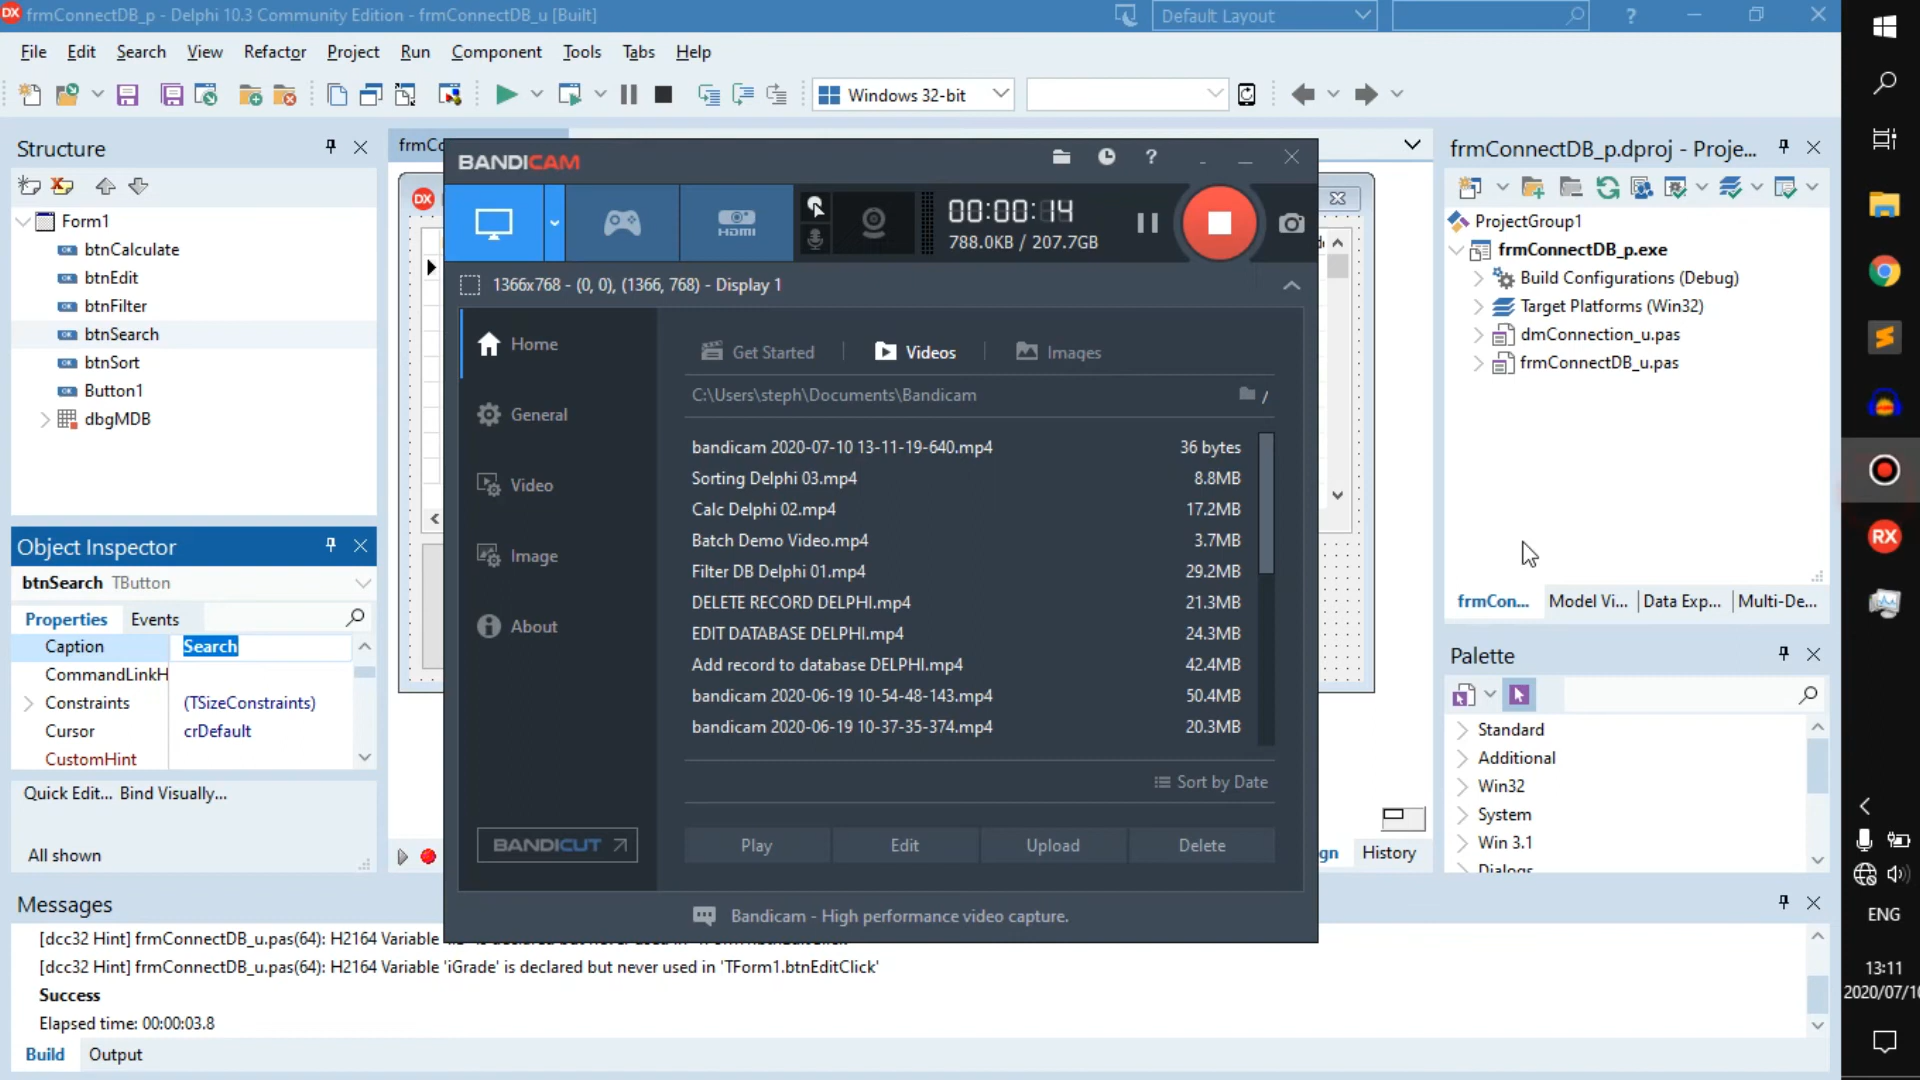 frmConnectDB_p - Delphi 10.3 Community Edition - frmConnectDB_u [Built]
Default Layout
File Edit Search View Refactor Project Run Component Tools Tabs Help
Windows 32-bit
Structure
Form1
btnCalculate
btnEdit
btnFilter
btnSearch
btnSort
Button1
dbgMDB
Object Inspector
btnSearch TButton
Properties Events
Caption Search
CommandLinkH
Constraints (TSizeConstraints)
Cursor crDefault
CustomHint
Quick Edit... Bind Visually...
All shown
frmCo
BANDICAM
HDMI
00:00:14
788.0KB / 207.7GB
1366x768 - (0, 0), (1366, 768) - Display 1
Home
General
Video
Image
About
BANDICUT
Get Started Videos Images
C:\Users\steph\Documents\Bandicam
/
bandicam 2020-07-10 13-11-19-640.mp4 36 bytes
Sorting Delphi 03.mp4 8.8MB
Calc Delphi 02.mp4 17.2MB
Batch Demo Video.mp4 3.7MB
Filter DB Delphi 01.mp4 29.2MB
DELETE RECORD DELPHI.mp4 21.3MB
EDIT DATABASE DELPHI.mp4 24.3MB
Add record to database DELPHI.mp4 42.4MB
bandicam 2020-06-19 10-54-48-143.mp4 50.4MB
bandicam 2020-06-19 10-37-35-374.mp4 20.3MB
Sort by Date
Play Edit Upload Delete
Bandicam - High performance video capture.
gn History
frmConnectDB_p.dproj - Proje...
ProjectGroup1
frmConnectDB_p.exe
Build Configurations (Debug)
Target Platforms (Win32)
dmConnection_u.pas
frmConnectDB_u.pas
frmCon... Model Vi... Data Exp... Multi-De...
Palette
Standard
Additional
Win32
System
Win 3.1
Dialogs
Messages
[dcc32 Hint] frmConnectDB_u.pas(64): H2164 Variable
[dcc32 Hint] frmConnectDB_u.pas(64): H2164 Variable 'iGrade' is declared but never used in 'TForm1.btnEditClick'
Success
Elapsed time: 00:00:03.8
Build Output
DX
DX
RX
ENG
13:11
2020/07/10